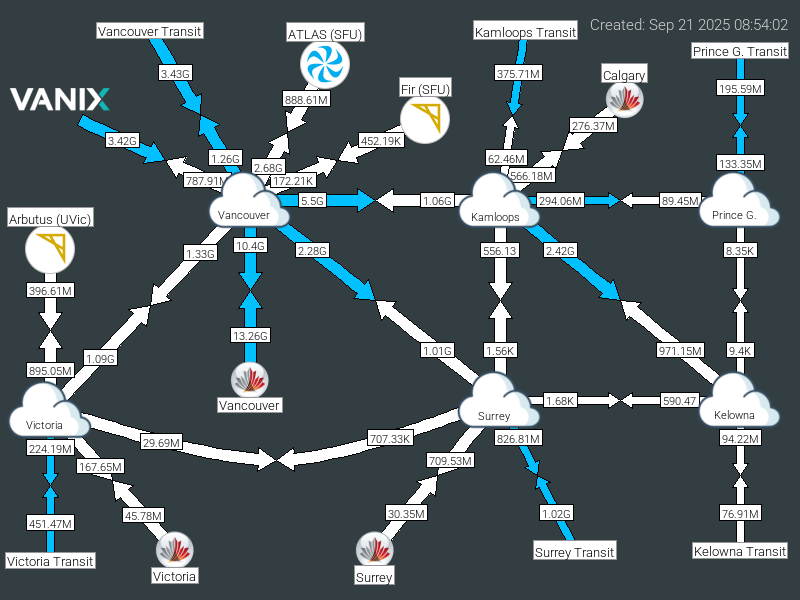 Created: Sep 21 2025 08:54:02
Vancouver Transit
ATLAS (SFU)
Kamloops Transit
Prince G. Transit
3.43G
375.71M
Calgary
Fir (SFU)
195.59M
VANIX
888.61M
276.37M
3.42G
452.19K
1.26G
62.46M
133.35M
2.68G
787.91M
172.21K
566.18M
5.5G
1.06G
294.06M
89.45M
Vancouver
Kamloops
Prince G.
Arbutus (UVic)
10.4G
2.28G
556.13
2.42G
8.35K
1.33G
396.61M
13.26G
1.01G
1.56K
971.15M
9.4K
1.09G
895.05M
Vancouver
1.68K
590.47
Victoria
Surrey
Kelowna
29.69M
707.33K
826.81M
94.22M
224.19M
167.65M
709.53M
451.47M
45.78M
30.35M
1.02G
76.91M
Victoria Transit
Victoria
Surrey
Surrey Transit
Kelowna Transit